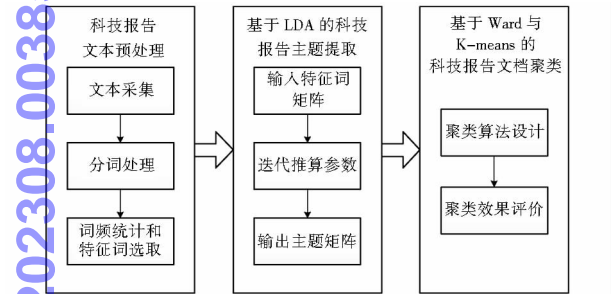 科技报告
文本预处理
文本采集
分词处理
词频统计和
特征词选取
基于 LDA 的科技
报告主题提取
输入特征词
矩阵
迭代推算参数
输出主题矩阵
基于 Ward 与
K-means 的
科技报告文档聚类
聚类算法设计
聚类效果评价
202308.0038